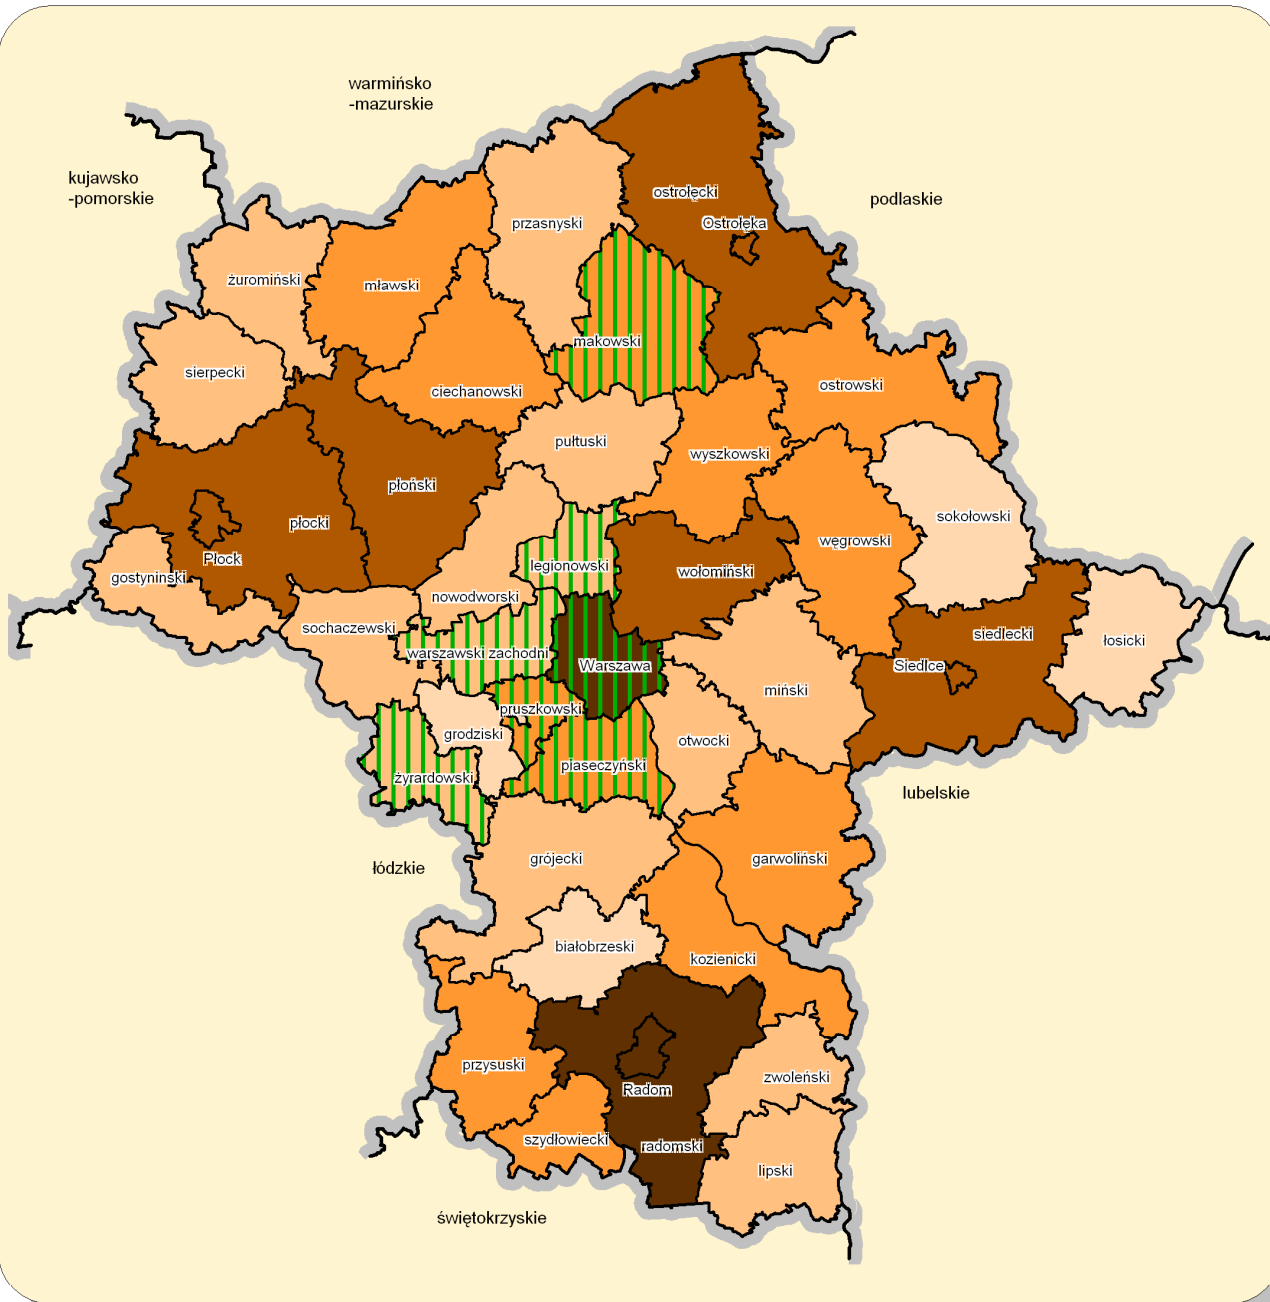 warmińsko
-mazurskie
kujawsko
-pomorskie
podlaskie
ostrołęcki
przasnyski
Ostrołęka
żuromiński
mławski
makowski
sierpecki
ciechanowski
ostrowski
pułtuski
wyszkowski
płoński
sokołowski
płocki
węgrowski
Płock
legionowski
wołomiński
gostyninski
nowodworski
sochaczewski
siedlecki
łosicki
warszawski zachodni
Warszawa
Siedlce
miński
pruszkowski
grodziski
otwocki
piaseczyński
żyrardowski
lubelskie
grójecki
garwoliński
łódzkie
białobrzeski
kozienicki
przysuski
zwoleński
Radom
szydłowiecki
radomski
lipski
świętokrzyskie